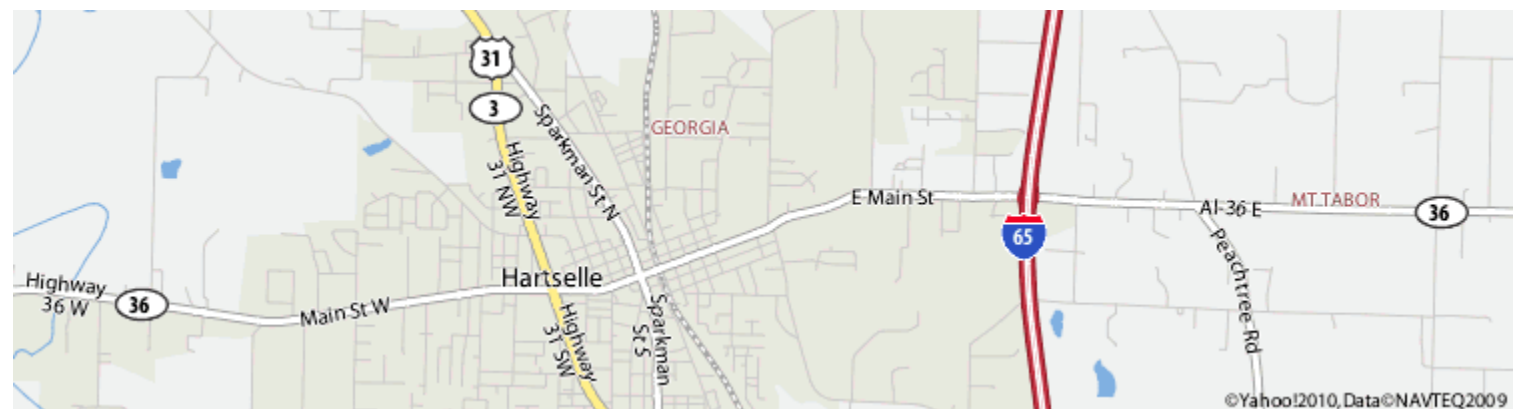 31
3
Sparkman St N
GEORGIA
Highway
31 NW
E Main St
Al-36 E
MT TABOR
36
65
Peachtree Rd
Hartselle
Highway
36 W
36
Main St W
Highway
31 SW
Sparkman
St S
©Yahoo!2010, Data©NAVTEQ2009